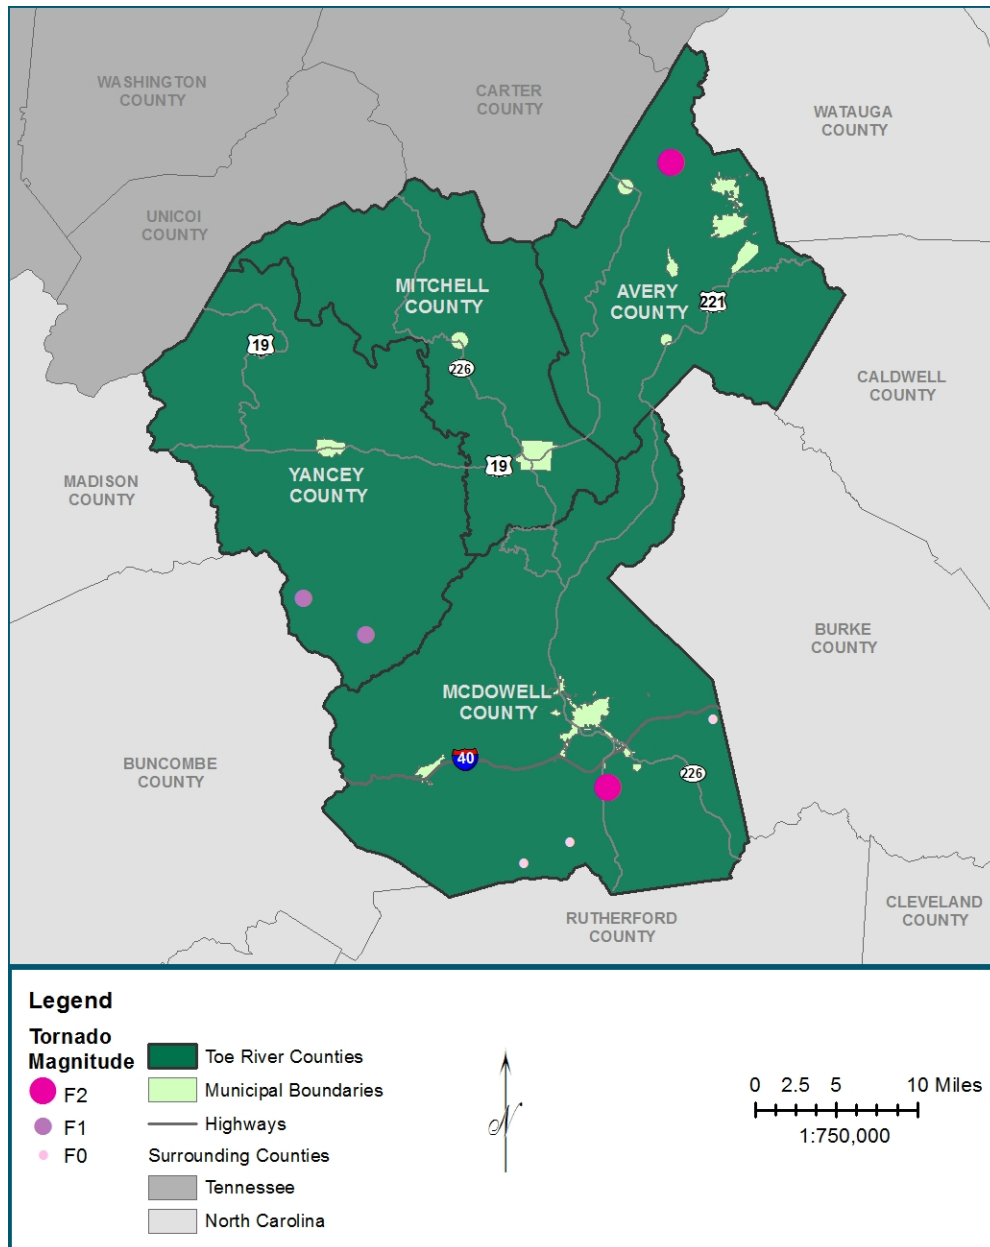 WASHINGTON
COUNTY
CARTER
COUNTY
WATAUGA
COUNTY
UNICOI
COUNTY
MITCHELL
COUNTY
AVERY
COUNTY
221
19
226
CALDWELL
COUNTY
19
YANCEY
COUNTY
MADISON
COUNTY
BURKE
COUNTY
MCDOWELL
COUNTY
BUNCOMBE
COUNTY
40
226
RUTHERFORD
COUNTY
CLEVELAND
COUNTY
Legend
Tornado
Magnitude
F2
F1
F0
Toe River Counties
Municipal Boundaries
Highways
Surrounding Counties
Tennessee
North Carolina
N
0 2.5 5 10 Miles
1:750,000